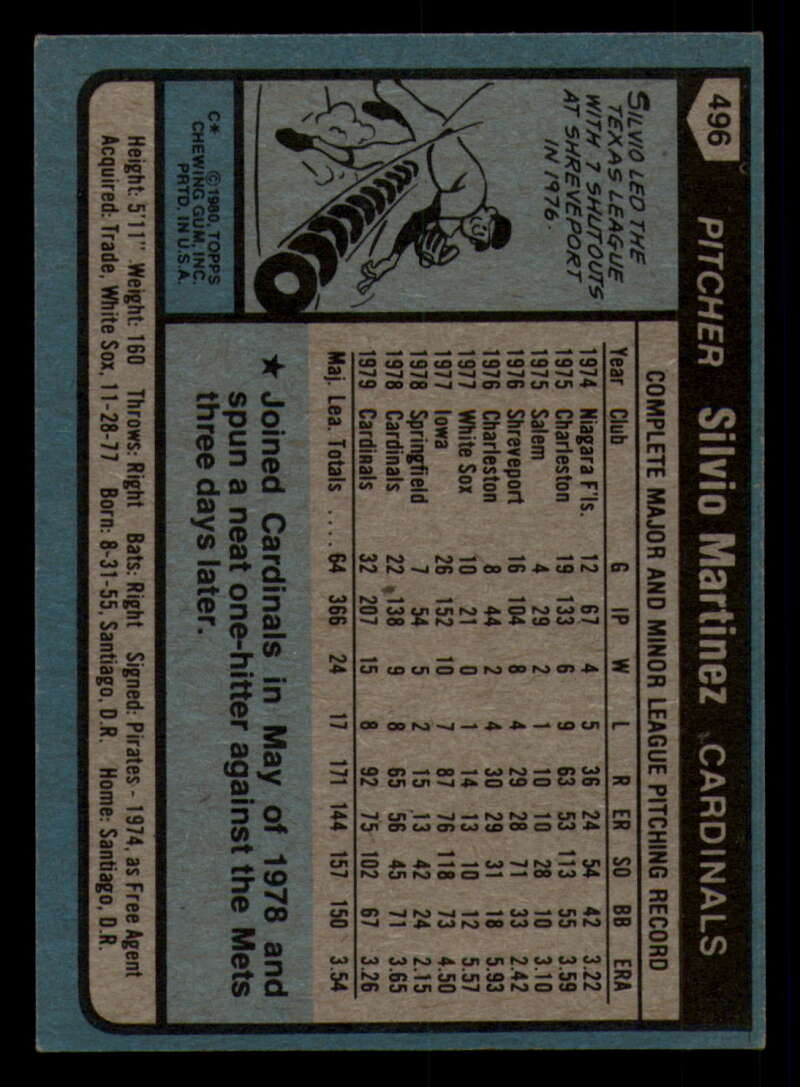 496
PITCHER Silvio Martinez CARDINALS
SILVIO LED THE
TEXAS LEAGUE
WITH 7 SHUTOUTS
AT SHREVEPORT
IN 1976.
C* ©1980, TOPPS
CHEWING GUM, INC.
PRTD. IN U.S.A.
COMPLETE MAJOR AND MINOR LEAGUE PITCHING RECORD
Year Club G IP W L R ER SO BB ERA
1974 Niagara F'ls. 12 67 4 5 36 24 54 42 3.22
1975 Charleston 19 133 6 9 63 53 113 55 3.59
1975 Salem 4 29 2 1 10 10 28 10 3.10
1976 Shreveport 16 104 8 4 29 28 71 33 2.42
1976 Charleston 8 44 2 4 30 29 31 18 5.93
1977 White Sox 10 21 0 1 14 13 10 12 5.57
1977 Iowa 26 152 10 7 87 76 118 73 4.50
1978 Springfield 7 54 5 2 15 13 42 24 2.15
1978 Cardinals 22 138 9 8 65 56 45 71 3.65
1979 Cardinals 32 207 15 8 92 75 102 67 3.26
Maj. Lea. Totals .... 64 366 24 17 171 144 157 150 3.54
★ Joined Cardinals in May of 1978 and
spun a neat one-hitter against the Mets
three days later.
Height: 5'11" Weight: 160 Throws: Right Bats: Right Signed: Pirates - 1974, as Free Agent
Acquired: Trade, White Sox, 11-28-77 Born: 8-31-55, Santiago, D.R. Home: Santiago, D.R.